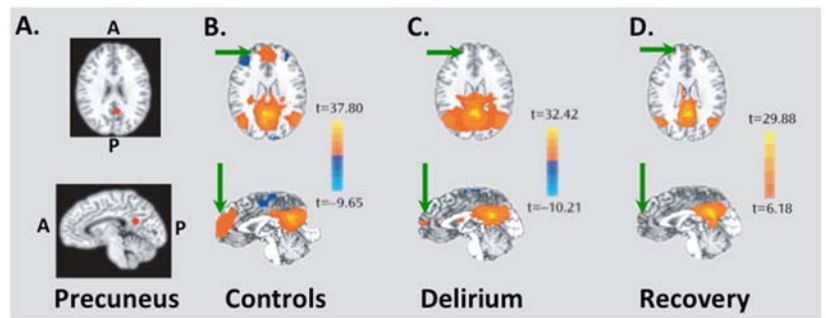 A.
A
P
A
P
Precuneus
B.
t=37.80
t=–9.65
Controls
C.
t=32.42
t=–10.21
Delirium
D.
t=29.88
t=6.18
Recovery